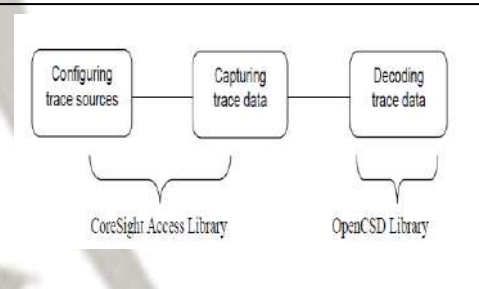 Configuring
trace sources
Capturing
trace data
Decoding
trace data
CoreSight Access Library
OpenCSD Library